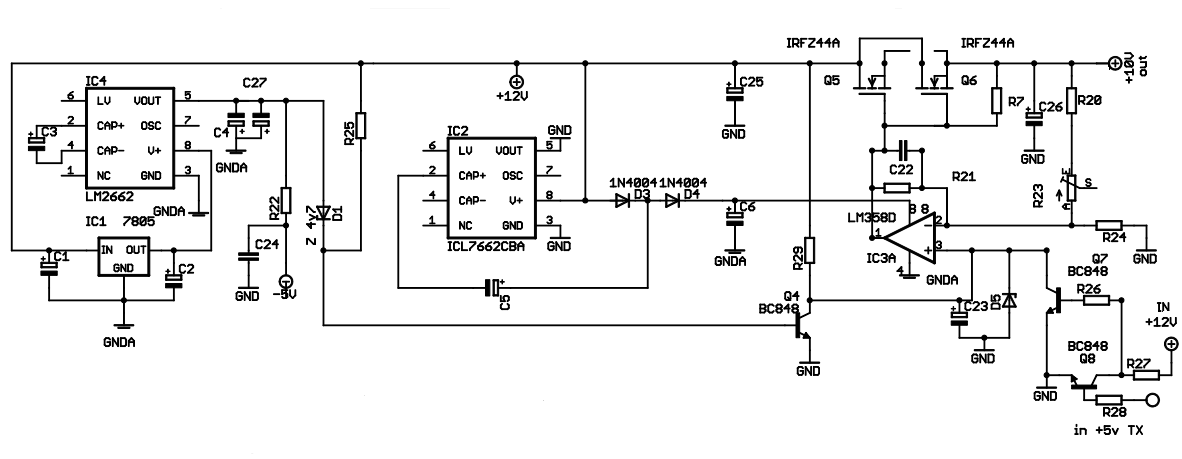 IRFZ44A
IRFZ44A
Q5
Q6
+10V
out
+12V
C25
GND
R7
C26
GND
R20
IC4
6
LV
VOUT
5
2
CAP+
OSC
7
4
CAP-
V+
8
1
NC
GND
3
LM2662
C3
C4
C27
GNDA
GNDA
R25
R22
Z 4v7
D1
IC2
6
LV
VOUT
5
2
CAP+
OSC
7
4
CAP-
V+
8
1
NC
GND
3
ICL7662CBA
GND
GND
1N4004
1N4004
D3
D4
C6
GNDA
C5
C22
R21
LM358D
8
8
1
2
3
4
IC3A
GNDA
R23
E
S
A
R24
GND
IC1
7805
IN
OUT
GND
C1
C2
GNDA
C24
GND
-5V
R29
Q4
BC848
GND
C23
D5
GND
Q7
BC848
R26
IN
+12V
BC848
Q8
R27
GND
R28
in +5v TX